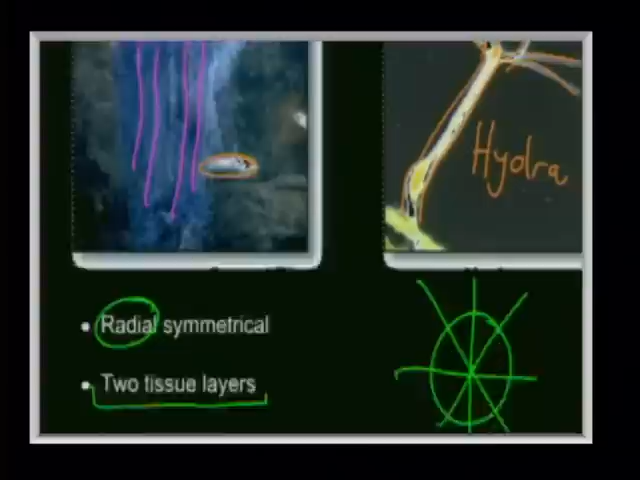 Hydra
• Radial symmetrical
• Two tissue layers